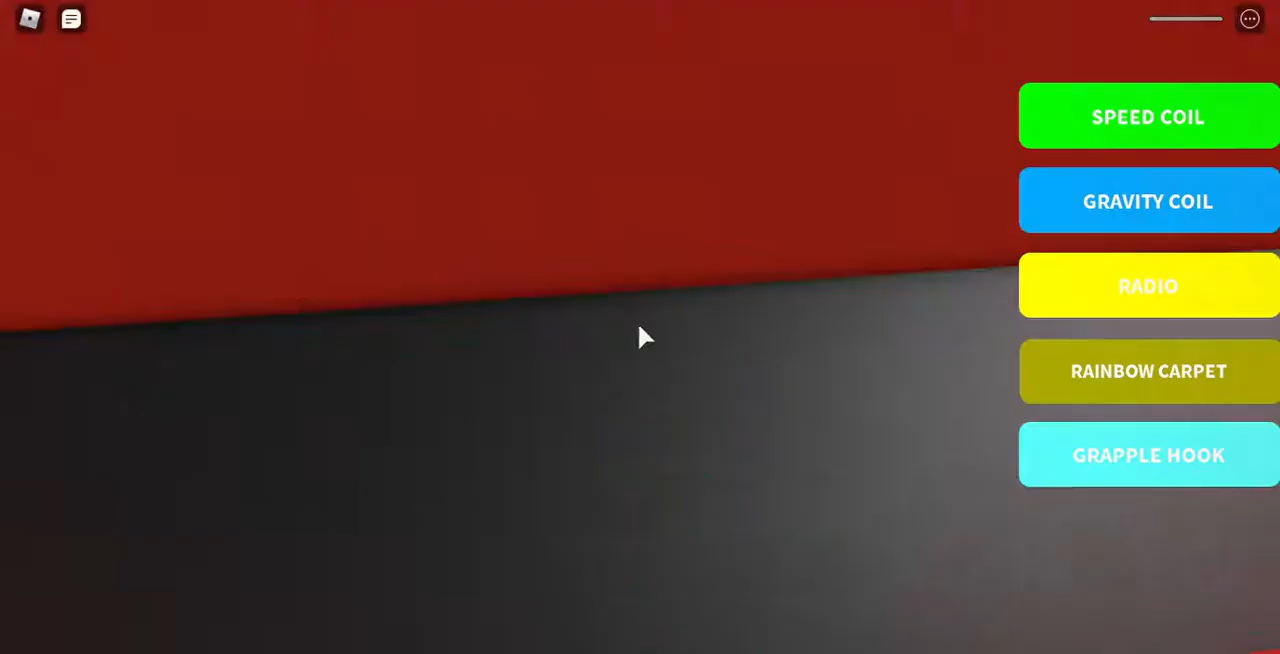 SPEED COIL
GRAVITY COIL
RADIO
RAINBOW CARPET
GRAPPLE HOOK